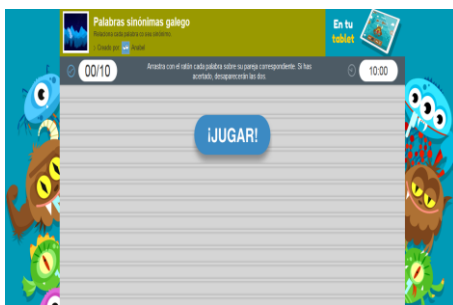 Palabras sinónimas galego
Relaciona cada palabra co seu sinónimo.
Creado por Anabel
En tu
tablet
00/10
Arrastra con el ratón cada palabra sobre su pareja correspondiente. Si has
acertado, desaparecerán las dos.
10:00
¡JUGAR!